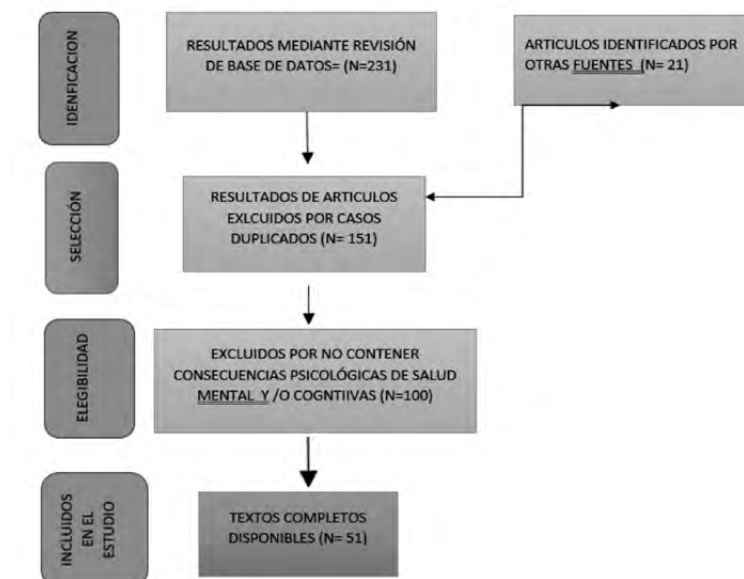 IDENFICACION
RESULTADOS MEDIANTE REVISIÓN
DE BASE DE DATOS= (N=231)
ARTICULOS IDENTIFICADOS POR
OTRAS FUENTES (N= 21)
SELECCIÓN
RESULTADOS DE ARTICULOS
EXLCUIDOS POR CASOS
DUPLICADOS (N= 151)
ELEGIBILIDAD
EXCLUIDOS POR NO CONTENER
CONSECUENCIAS PSICOLÓGICAS DE SALUD
MENTAL Y /O COGNTIIVAS (N=100)
INCLUIDOS
EN EL
ESTUDIO
TEXTOS COMPLETOS
DISPONIBLES (N= 51)